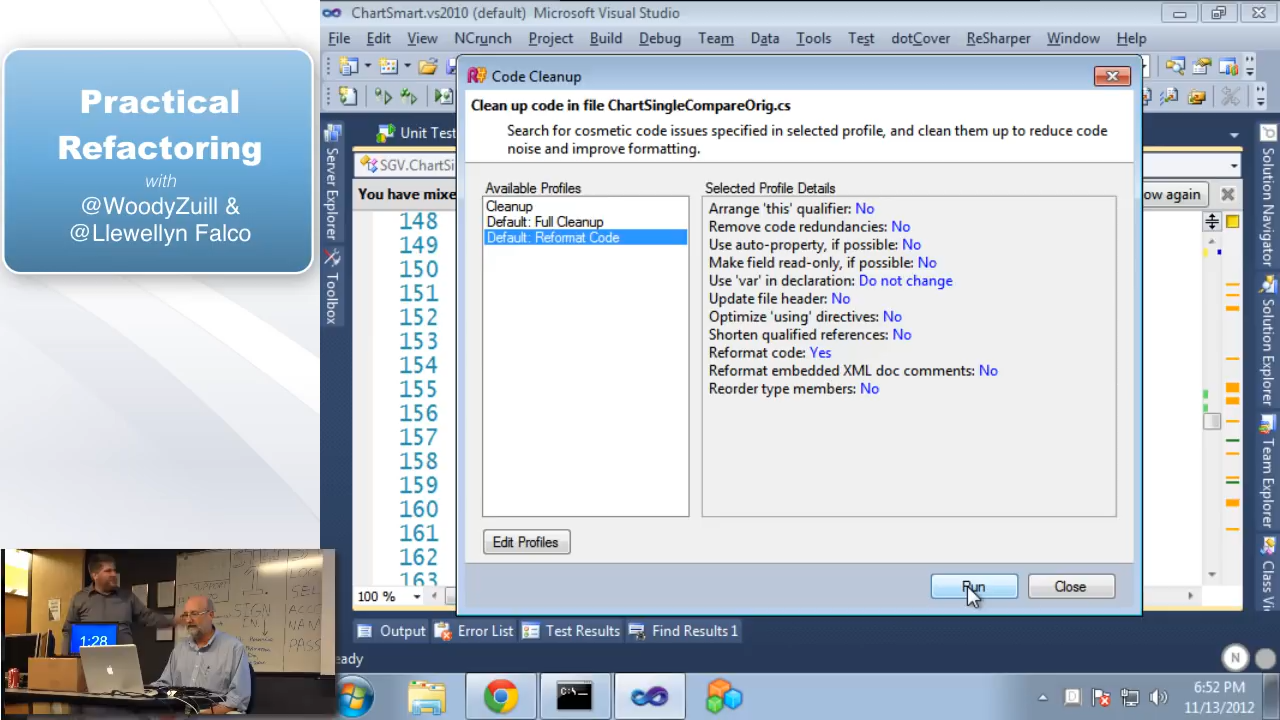 Practical
Refactoring
with
@WoodyZuill &
@Llewellyn Falco
1:28
ChartSmart.vs2010 (default) - Microsoft Visual Studio
File Edit View NCrunch Project Build Debug Team Data Tools Test dotCover ReSharper Window Help
Code Cleanup
Clean up code in file ChartSingleCompareOrig.cs
Search for cosmetic code issues specified in selected profile, and clean them up to reduce code
noise and improve formatting.
Available Profiles
Cleanup
Default: Full Cleanup
Default: Reformat Code
Edit Profiles
Selected Profile Details
Arrange 'this' qualifier: No
Remove code redundancies: No
Use auto-property, if possible: No
Make field read-only, if possible: No
Use 'var' in declaration: Do not change
Update file header: No
Optimize 'using' directives: No
Shorten qualified references: No
Reformat code: Yes
Reformat embedded XML doc comments: No
Reorder type members: No
Run
Close
Unit Test
SGV.ChartSi
You have mixe
ow again
148
149
150
151
152
153
154
155
156
157
158
159
160
161
162
163
100 %
Server Explorer
Toolbox
Solution Navigator
Solution Explorer
Team Explorer
Class Vi
Output Error List Test Results Find Results 1
eady
N
C:\
6:52 PM
11/13/2012
SIGN
SEL
ACC
NAM
PASS